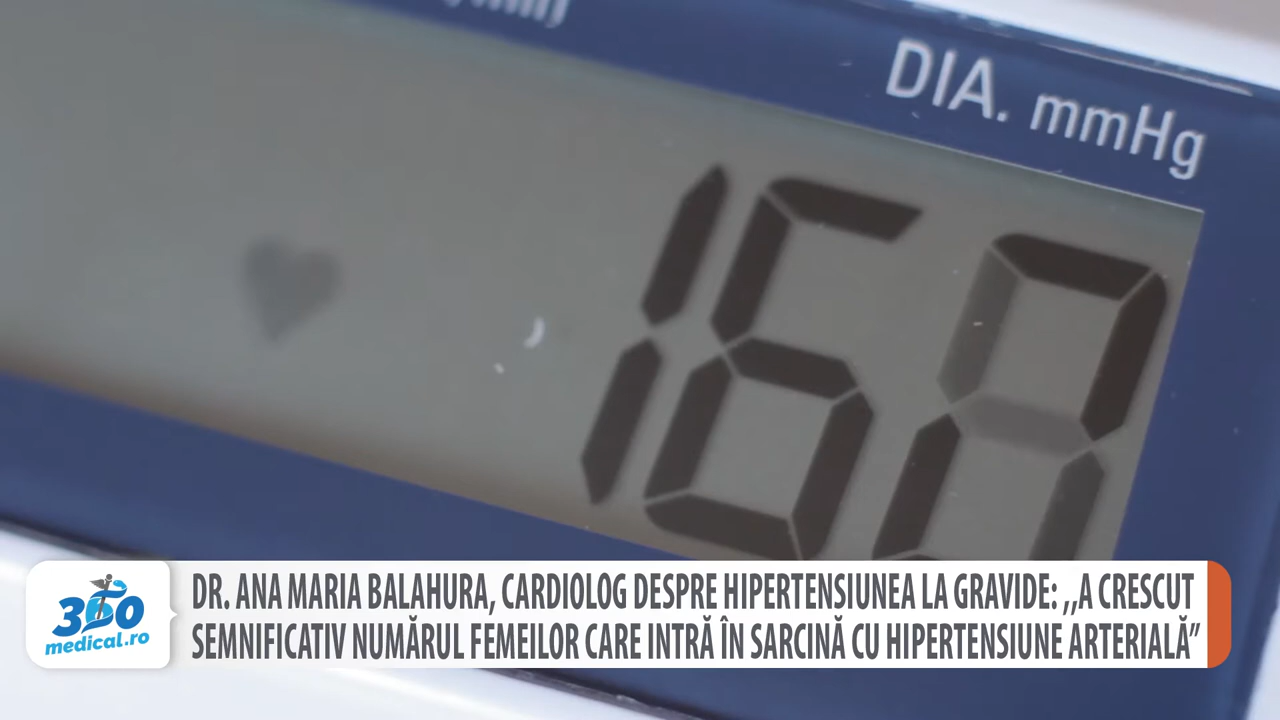 DIA. mmHg
360
medical.ro
DR. ANA MARIA BALAHURA, CARDIOLOG DESPRE HIPERTENSIUNEA LA GRAVIDE: ,,A CRESCUT
SEMNIFICATIV NUMĂRUL FEMEILOR CARE INTRĂ ÎN SARCINĂ CU HIPERTENSIUNE ARTERIALĂ”